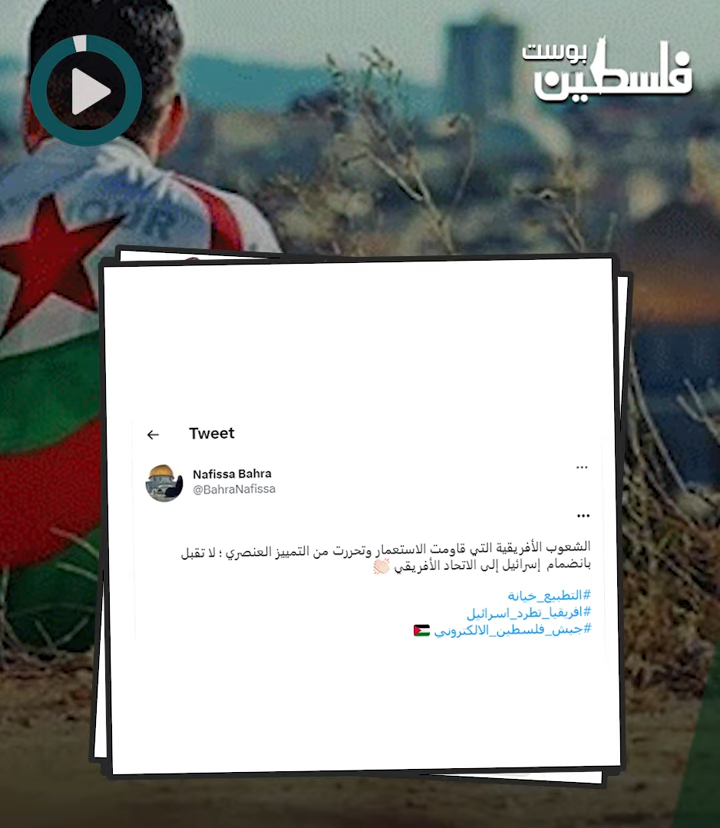 بوست
فلسطين
Tweet
Nafissa Bahra
@BahraNafissa
الشعوب الأفريقية التي قاومت الاستعمار وتحررت من التمييز العنصري ؛ لا تقبل
بانضمام إسرائيل إلى الاتحاد الأفريقي 👏🏻
#التطبيع_خيانة
#افريقيا_تطرد_اسرائيل
#جيش_فلسطين_الالكتروني 🇵🇸